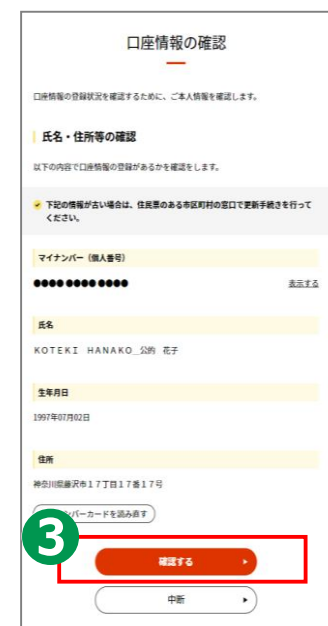 口座情報の確認
口座情報の登録状況を確認するために、ご本人情報を確認します。
氏名・住所等の確認
以下の内容で口座情報の登録があるかを確認をします。
下記の情報が古い場合は、住民票のある市区町村の窓口で更新手続きを行って
ください。
マイナンバー（個人番号）
●●●● ●●●● ●●●●
表示する
氏名
ＫＯＴＥＫＩ　ＨＡＮＡＫＯ＿公的　花子
生年月日
1997年07月02日
住所
神奈川県藤沢市１７丁目１７番１７号
ンバーカードを読み直す
3
確認する
中断